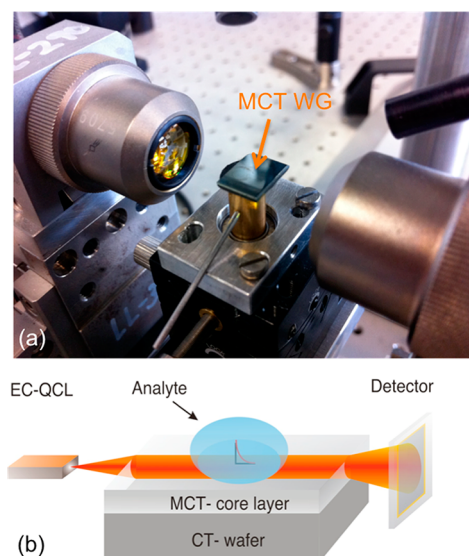 MCT WG
(a)
EC-QCL
Analyte
Detector
MCT- core layer
CT- wafer
(b)